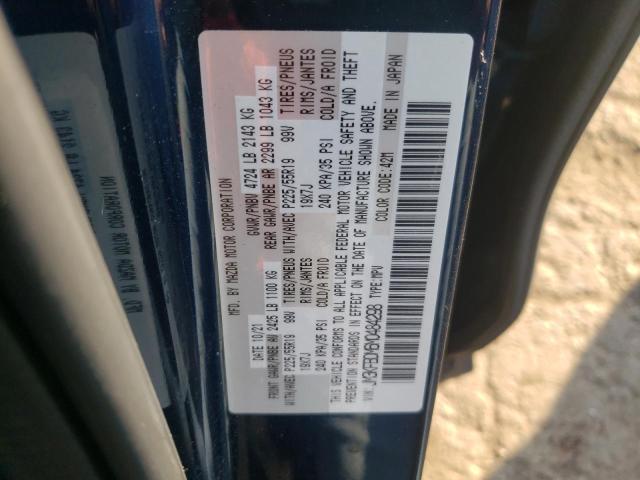 MFD. BY MAZDA MOTOR CORPORATION
DATE: 10/21 GVWR/PNBV 4724 LB 2143 KG
FRONT GAWR/PNBE AV 2425 LB 1100 KG REAR GAWR/PNBE AR 2299 LB 1043 KG
WITH/AVEC P225/55R19 99V TIRES/PNEUS WITH/AVEC P225/55R19 99V TIRES/PNEUS
19X7J RIMS/JANTES 19X7J RIMS/JANTES
240 KPA/35 PSI COLD/A FROID 240 KPA/35 PSI COLD/A FROID
THIS VEHICLE CONFORMS TO ALL APPLICABLE FEDERAL MOTOR VEHICLE SAFETY AND THEFT
PREVENTION STANDARDS IN EFFECT ON THE DATE OF MANUFACTURE SHOWN ABOVE.
VIN: TYPE:MPV COLOR CODE:42M
MADE IN JAPAN